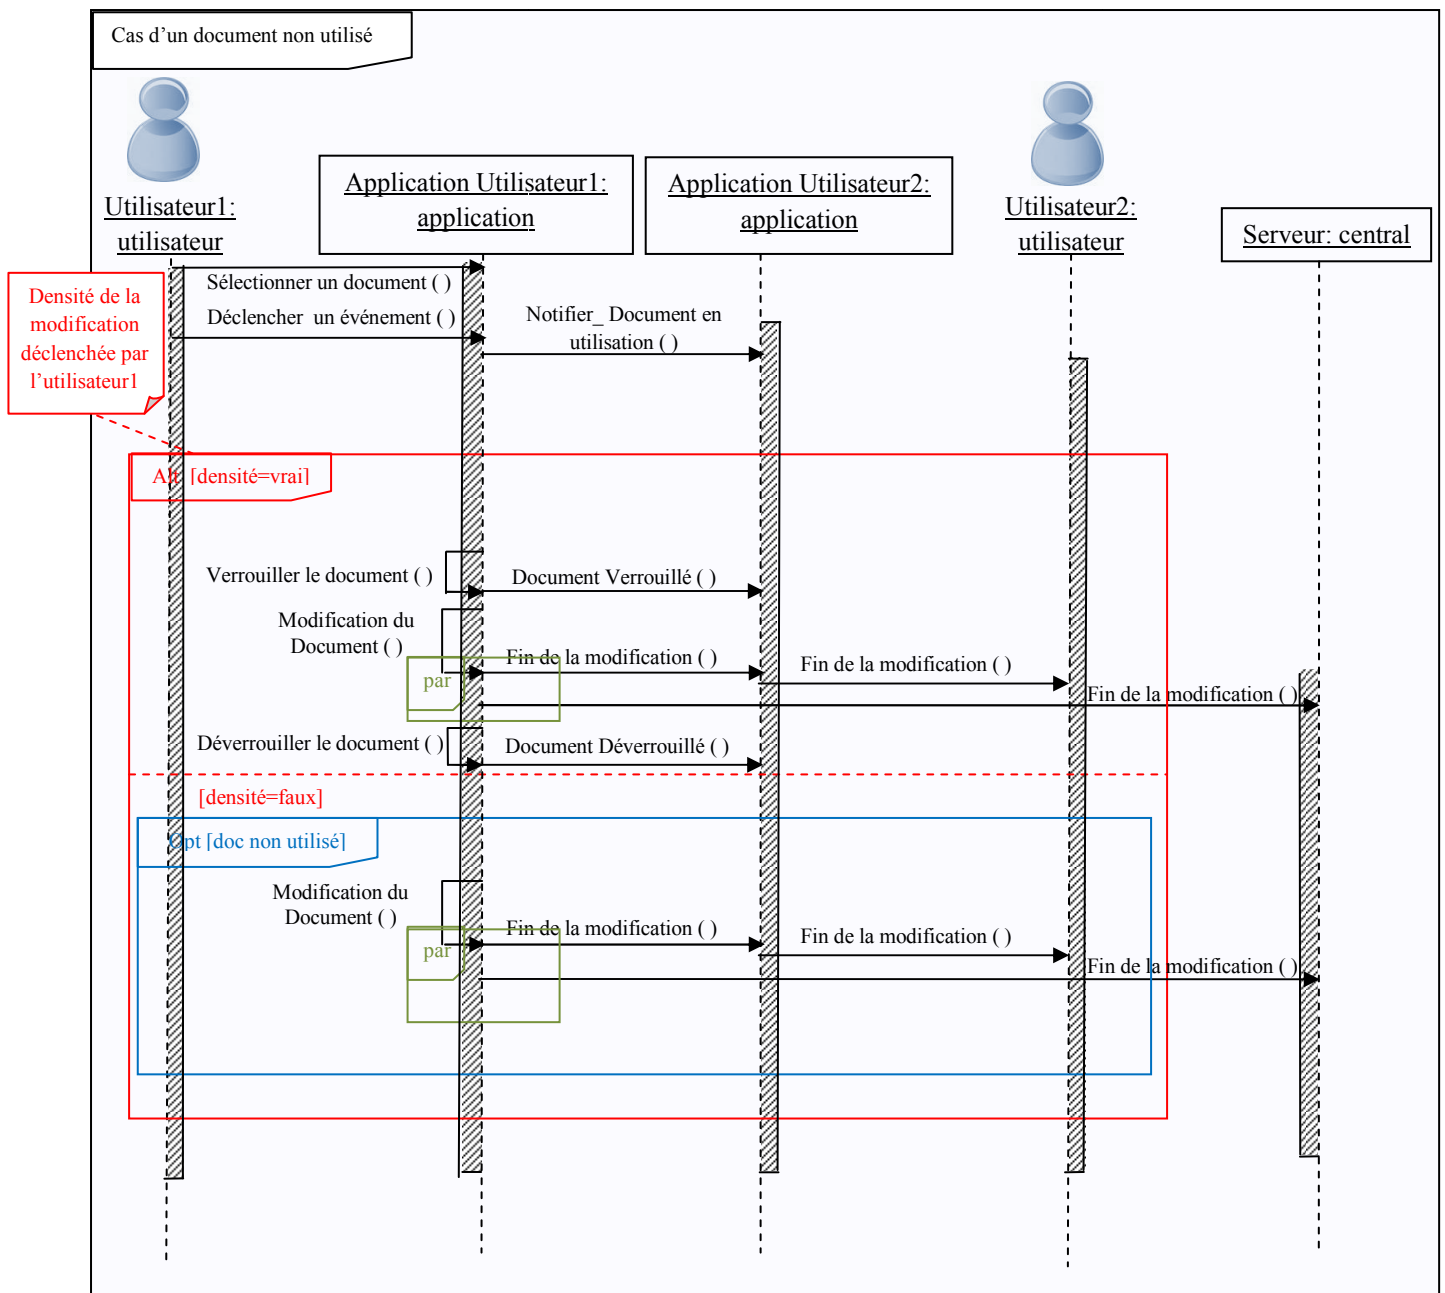 Cas d’un document non utilisé
Utilisateur1:
utilisateur
Application Utilisateur1:
application
Application Utilisateur2:
application
Utilisateur2:
utilisateur
Serveur: central
Densité de la
modification
déclenchée par
l’utilisateur1
Sélectionner un document ( )
Déclencher un événement ( )
Notifier_ Document en
utilisation ( )
Alt [densité=vrai]
Verrouiller le document ( )
Document Verrouillé ( )
Modification du
Document ( )
par
Fin de la modification ( )
Fin de la modification ( )
Fin de la modification ( )
Déverrouiller le document ( )
Document Déverrouillé ( )
[densité=faux]
Opt [doc non utilisé]
Modification du
Document ( )
par
Fin de la modification ( )
Fin de la modification ( )
Fin de la modification ( )